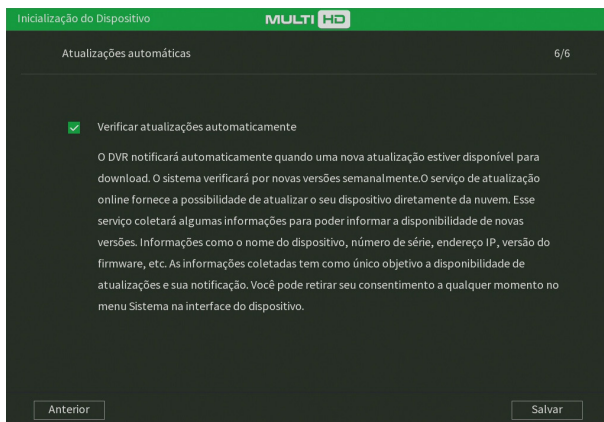 Inicialização do Dispositivo MULTI HD
Atualizações automáticas 6/6
Verificar atualizações automaticamente
O DVR notificará automaticamente quando uma nova atualização estiver disponível para
download. O sistema verificará por novas versões semanalmente.O serviço de atualização
online fornece a possibilidade de atualizar o seu dispositivo diretamente da nuvem. Esse
serviço coletará algumas informações para poder informar a disponibilidade de novas
versões. Informações como o nome do dispositivo, número de série, endereço IP, versão do
firmware, etc. As informações coletadas tem como único objetivo a disponibilidade de
atualizações e sua notificação. Você pode retirar seu consentimento a qualquer momento no
menu Sistema na interface do dispositivo.
Anterior Salvar